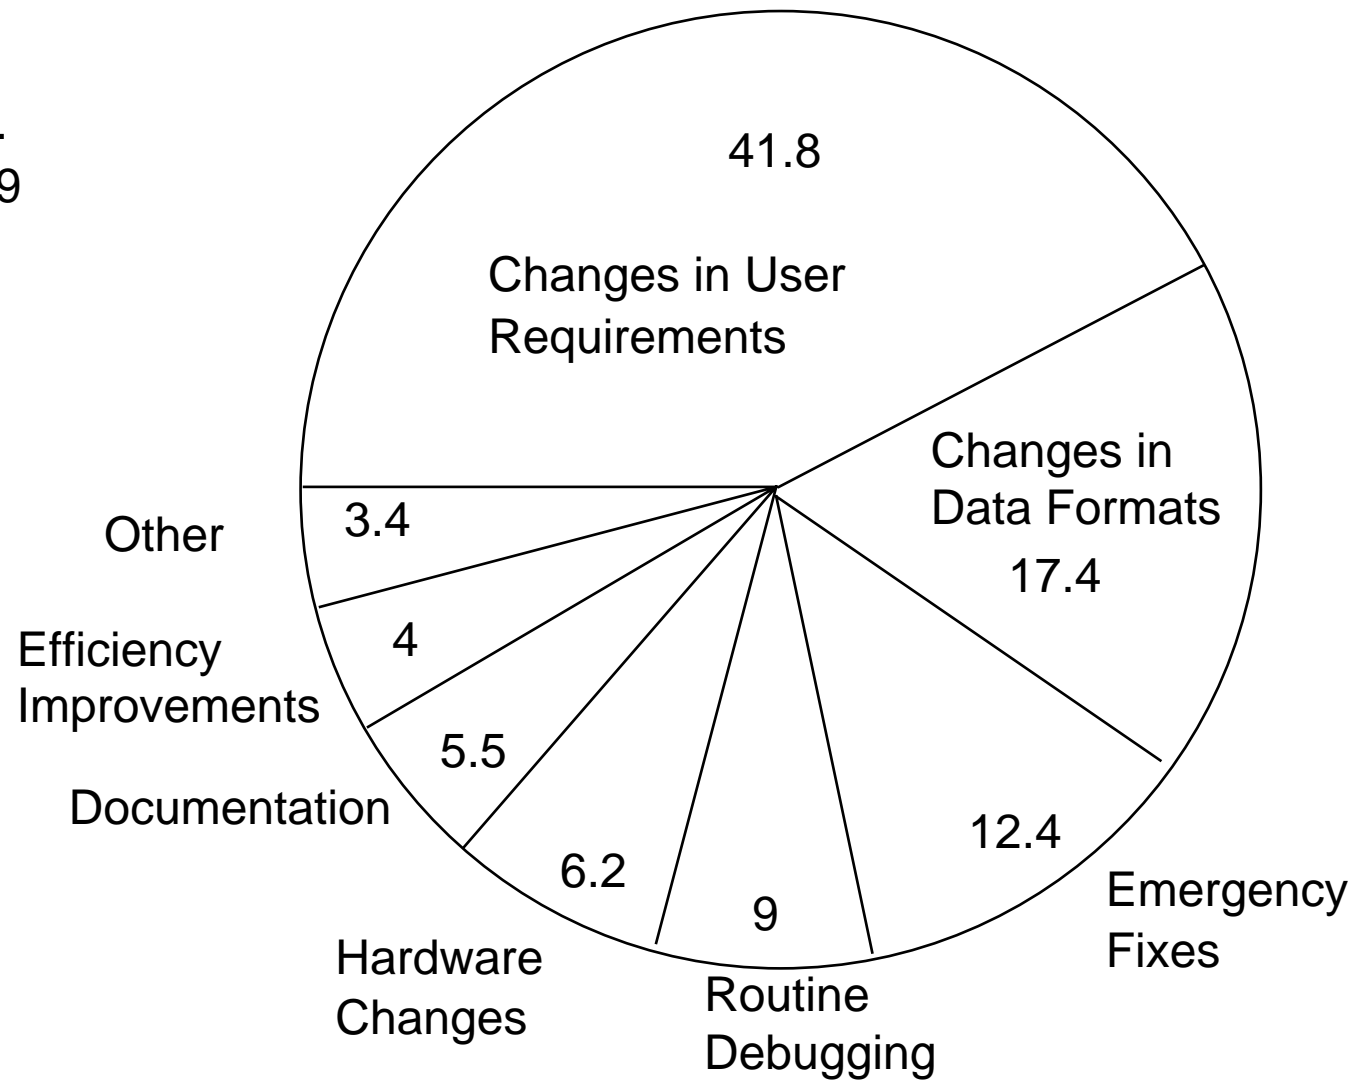 9
41.8
Changes in User
Requirements
Changes in
Data Formats
17.4
3.4
Other
4
Efficiency
Improvements
5.5
Documentation
12.4
Emergency
Fixes
6.2
9
Hardware
Changes
Routine
Debugging